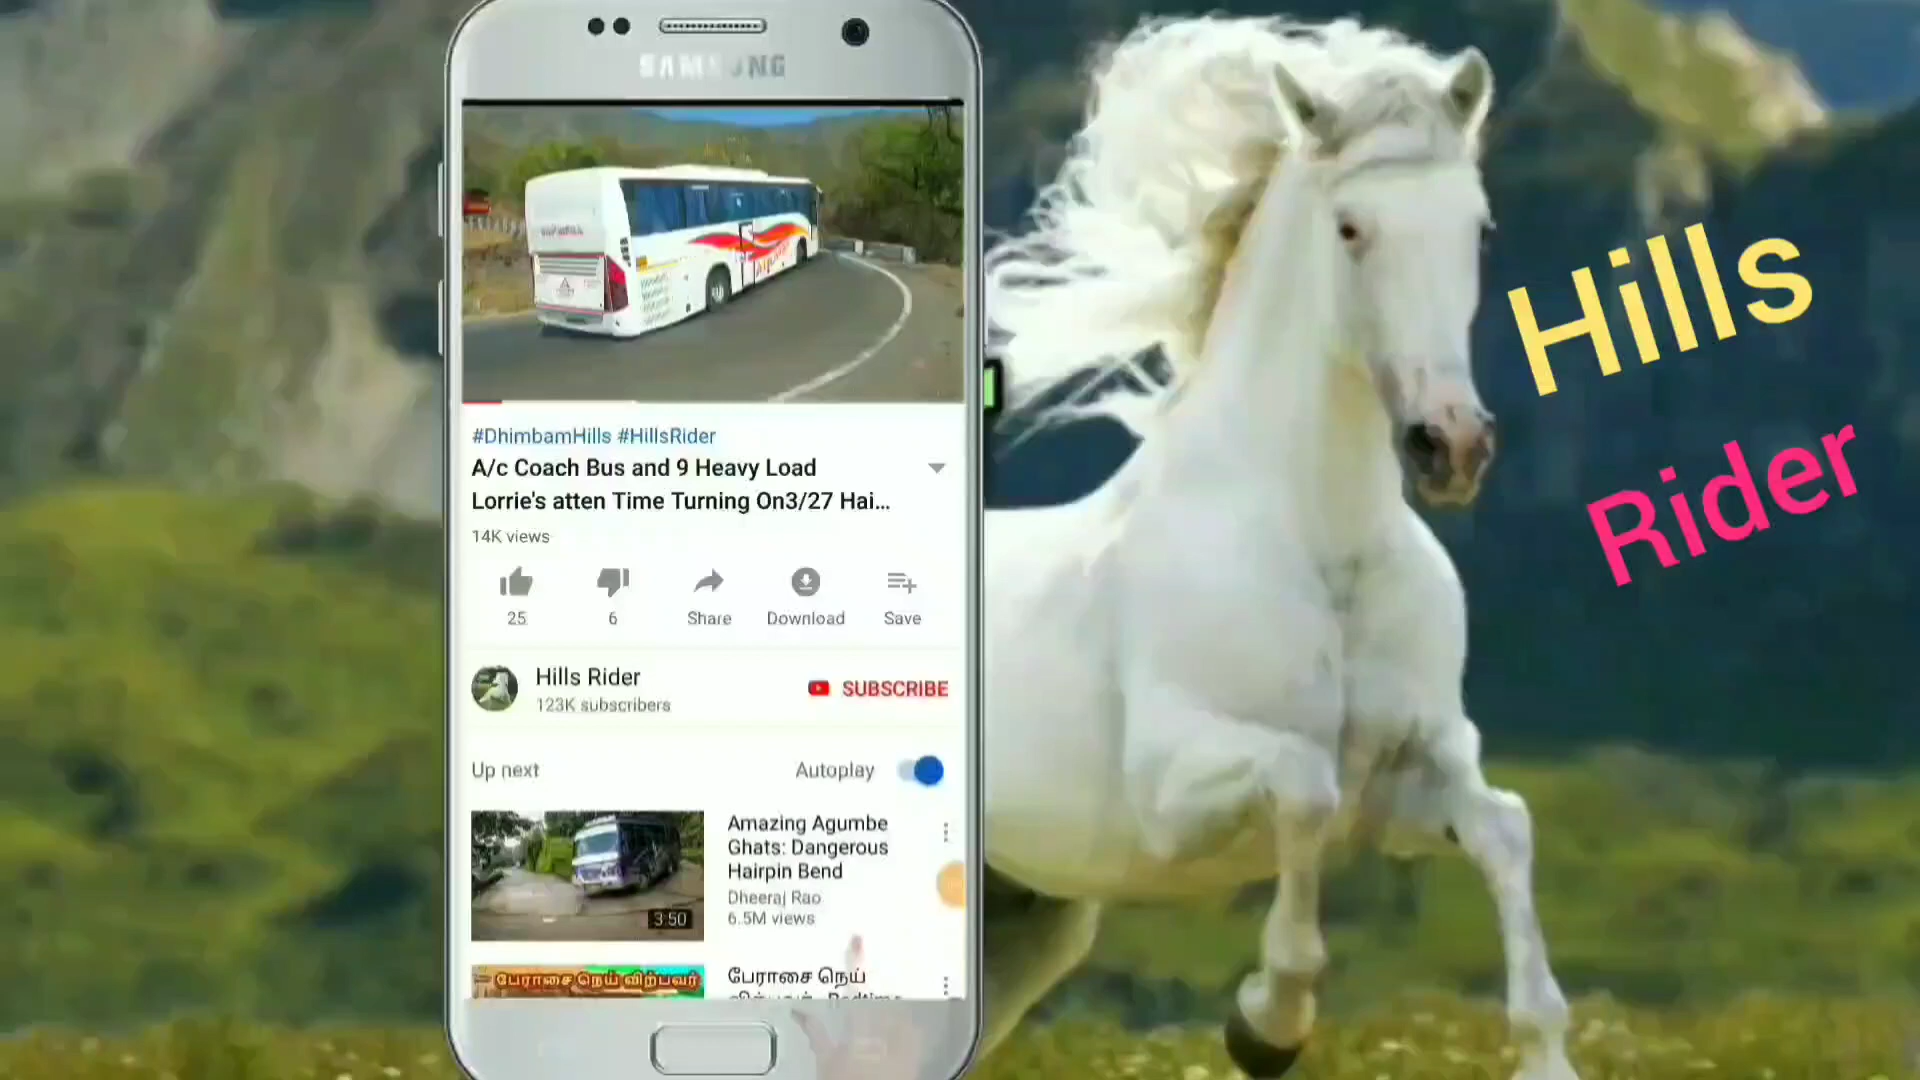 SAMSUNG
#DhimbamHills #HillsRider
A/c Coach Bus and 9 Heavy Load
Lorrie's atten Time Turning On3/27 Hai...
14K views
25
6
Share
Download
Save
Hills Rider
123K subscribers
SUBSCRIBE
Up next
Autoplay
3:50
Amazing Agumbe
Ghats: Dangerous
Hairpin Bend
Dheeraj Rao
6.5M views
பேராசை நெய் விற்பவர்
பேராசை நெய்
Hills
Rider